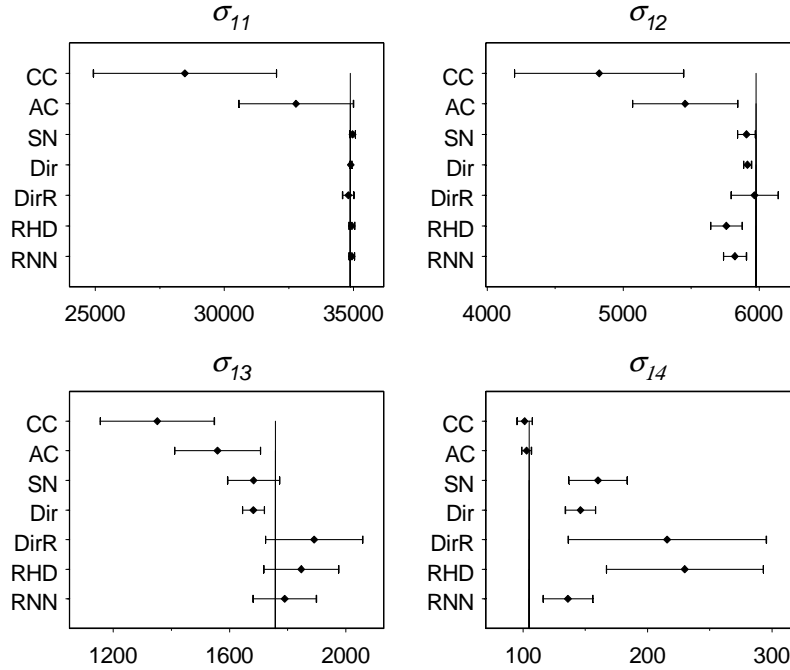 σ11
CC
AC
SN
Dir
DirR
RHD
RNN
25000 30000 35000
σ12
CC
AC
SN
Dir
DirR
RHD
RNN
4000 5000 6000
σ13
CC
AC
SN
Dir
DirR
RHD
RNN
1200 1600 2000
σ14
CC
AC
SN
Dir
DirR
RHD
RNN
100 200 300